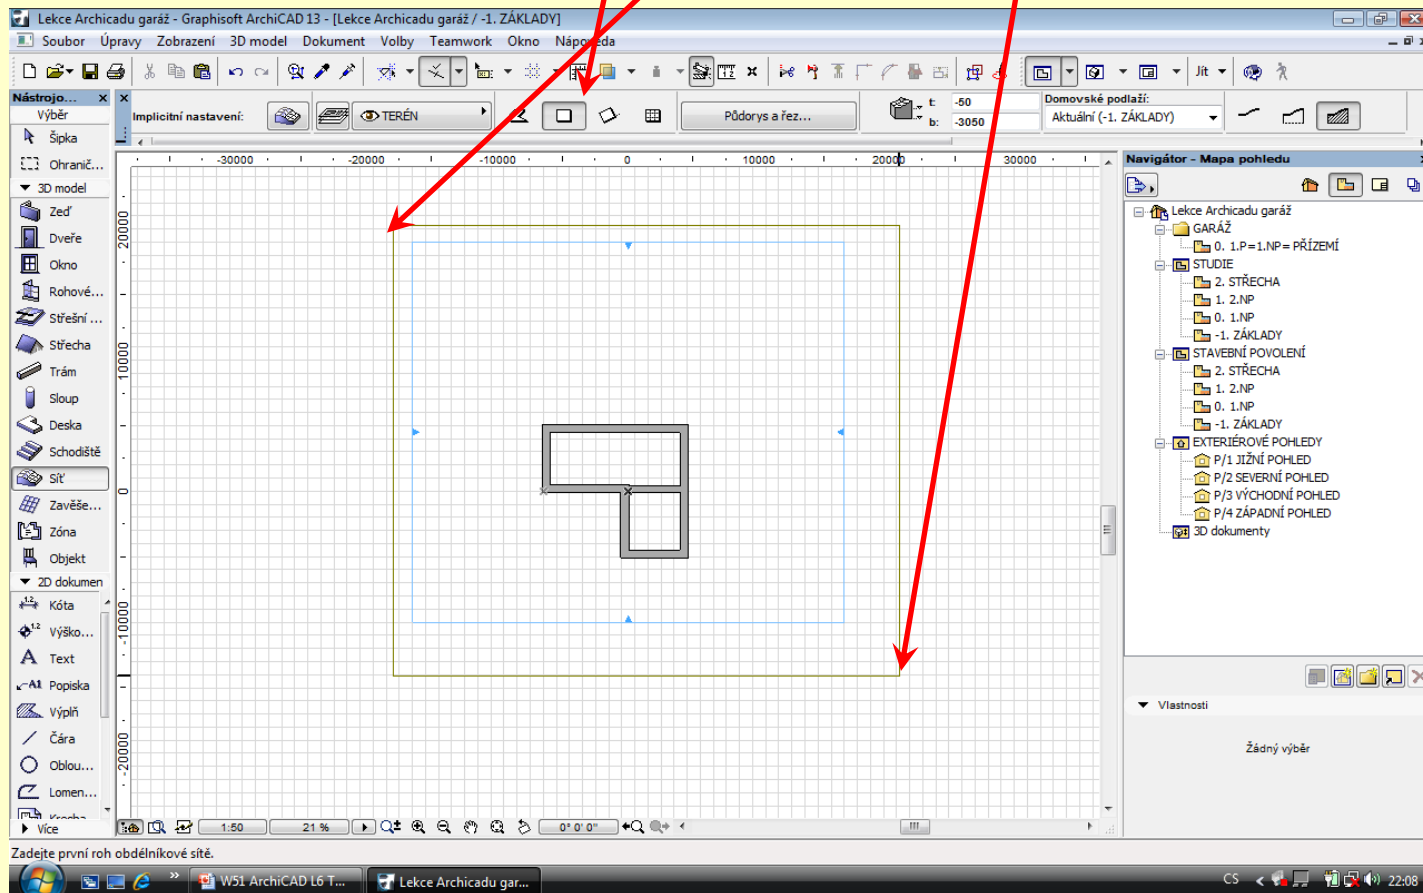 Lekce Archicadu garáž - Graphisoft ArchiCAD 13 - [Lekce Archicadu garáž / -1. ZÁKLADY]
Soubor Úpravy Zobrazení 3D model Dokument Volby Teamwork Okno Nápověda
Jít
Nástrojo...
Výběr
Šipka
Ohranič...
3D model
Zeď
Dveře
Okno
Rohové...
Střešní ...
Střecha
Trám
Sloup
Deska
Schodiště
Síť
Zavěše...
Zóna
Objekt
2D dokumen
Kóta
Výško...
Text
Popiska
Výplň
Čára
Oblou...
Lomen...
Více
Implicitní nastavení:
TERÉN
Půdorys a řez...
t: -50
b: -3050
Domovské podlaží:
Aktuální (-1. ZÁKLADY)
-30000 -20000 -10000 0 10000 20000 30000
20000
10000
0
-10000
-20000
Navigátor - Mapa pohledu
Lekce Archicadu garáž
GARÁŽ
0. 1.P=1.NP= PŘÍZEMÍ
STUDIE
2. STŘECHA
1. 2.NP
0. 1.NP
-1. ZÁKLADY
STAVEBNÍ POVOLENÍ
2. STŘECHA
1. 2.NP
0. 1.NP
-1. ZÁKLADY
EXTERIÉROVÉ POHLEDY
P/1 JIŽNÍ POHLED
P/2 SEVERNÍ POHLED
P/3 VÝCHODNÍ POHLED
P/4 ZÁPADNÍ POHLED
3D dokumenty
Vlastnosti
Žádný výběr
1:50 21 % 0° 0' 0"
Zadejte první roh obdélníkové sítě.
W51 ArchiCAD L6 T... Lekce Archicadu gar... CS 22:08